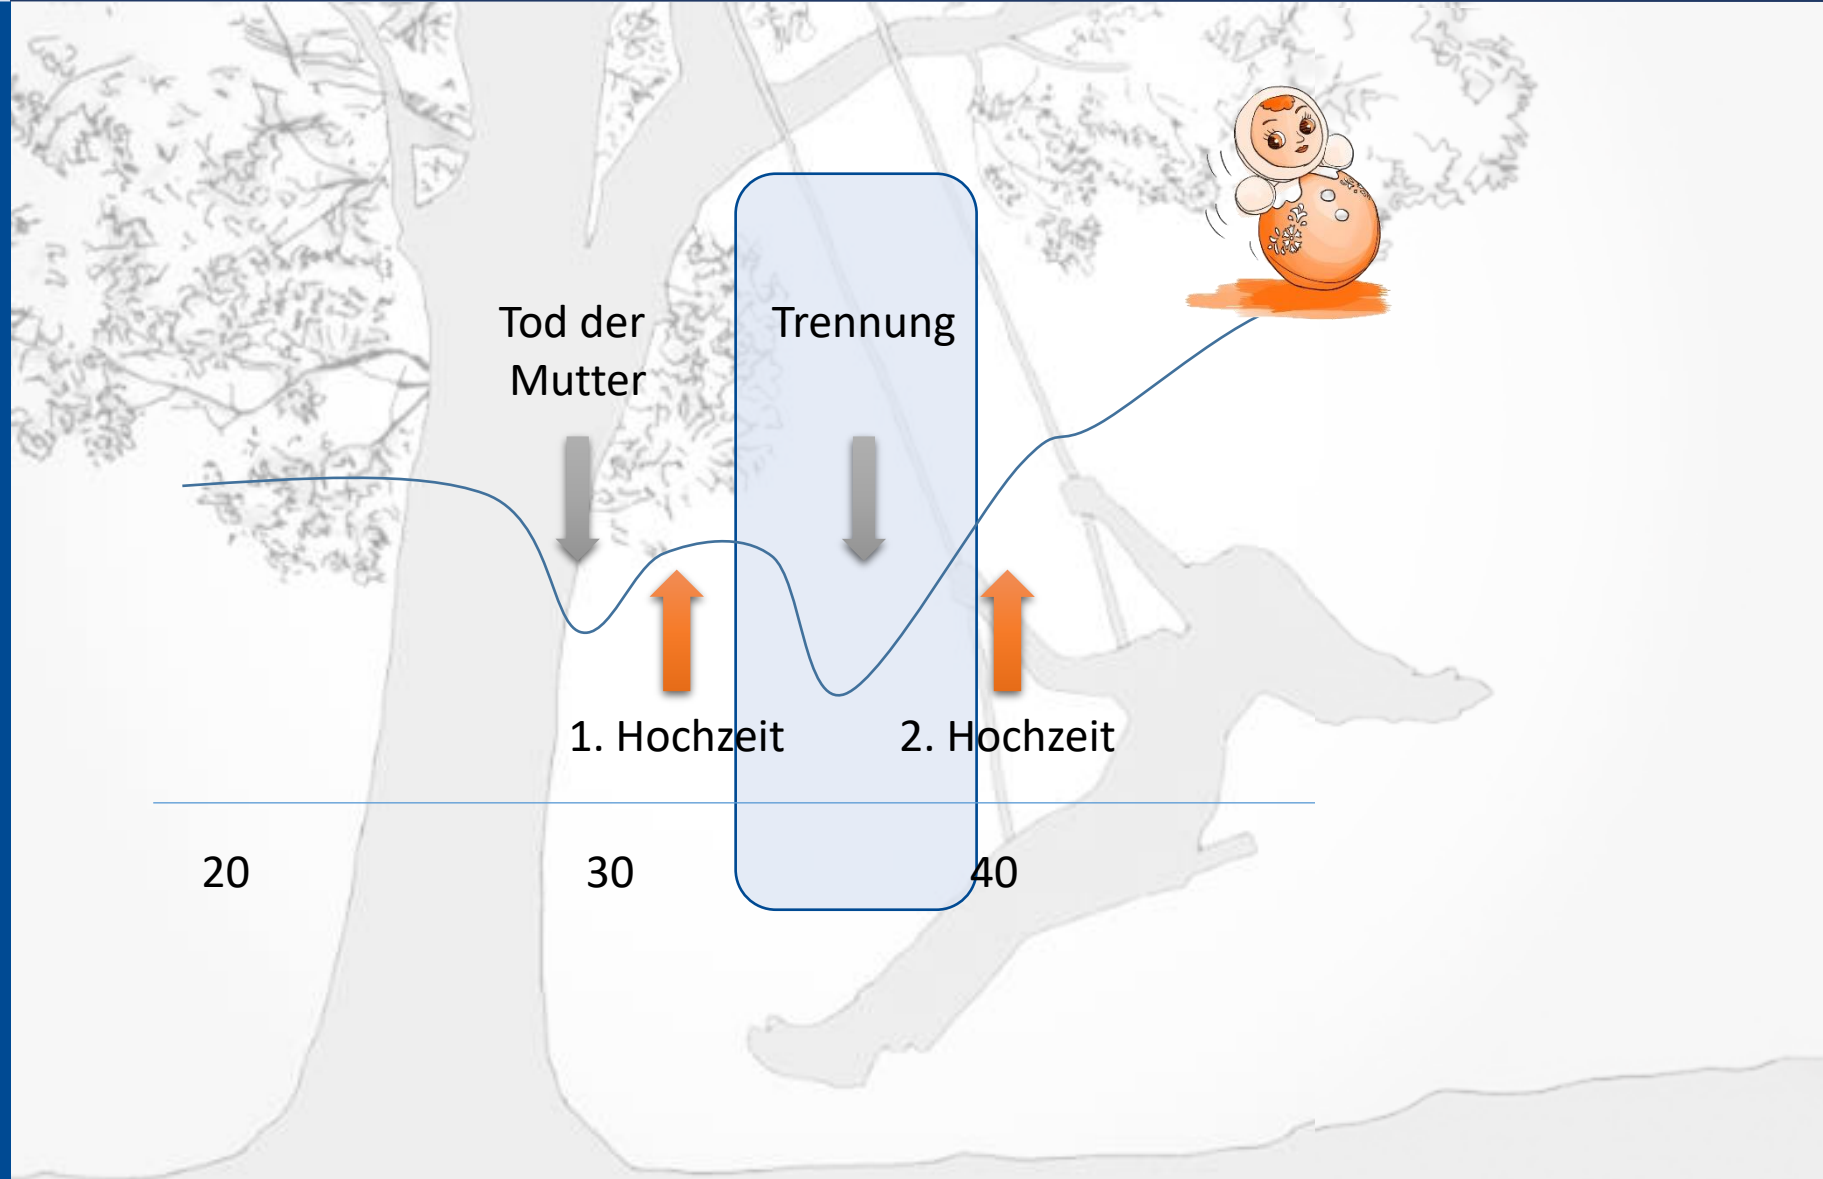 Tod der
Mutter
Trennung
1. Hochzeit
2. Hochzeit
20
30
40